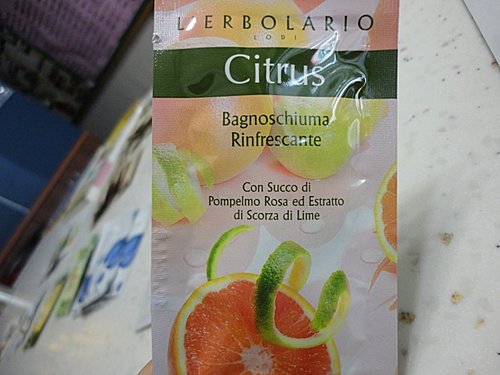 L'ERBOLARIO
LODI
Citrus
Bagnoschiuma
Rinfrescante
Con Succo di
Pompelmo Rosa ed Estratto
di Scorza di Lime